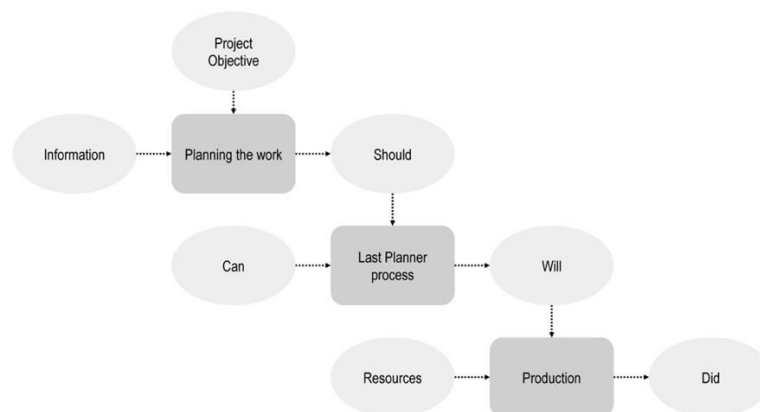 Project
Objective
Information
Planning the work
Should
Can
Last Planner
process
Will
Resources
Production
Did